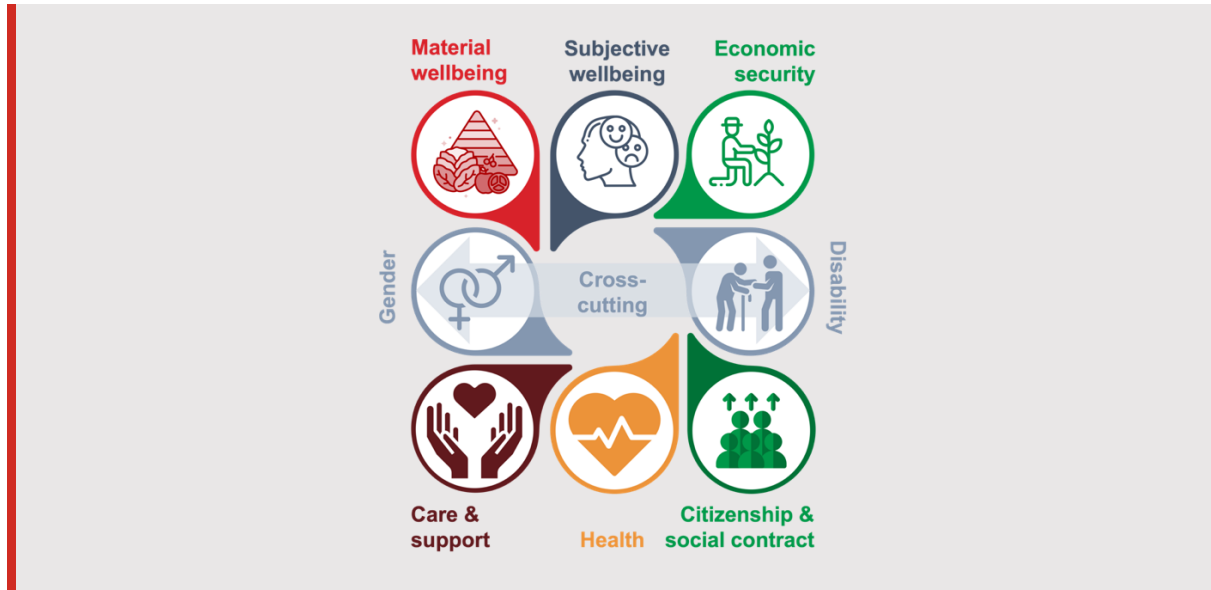 Material
wellbeing
Subjective
wellbeing
Economic
security
Gender
Cross-
cutting
Disability
Care &
support
Health
Citizenship &
social contract